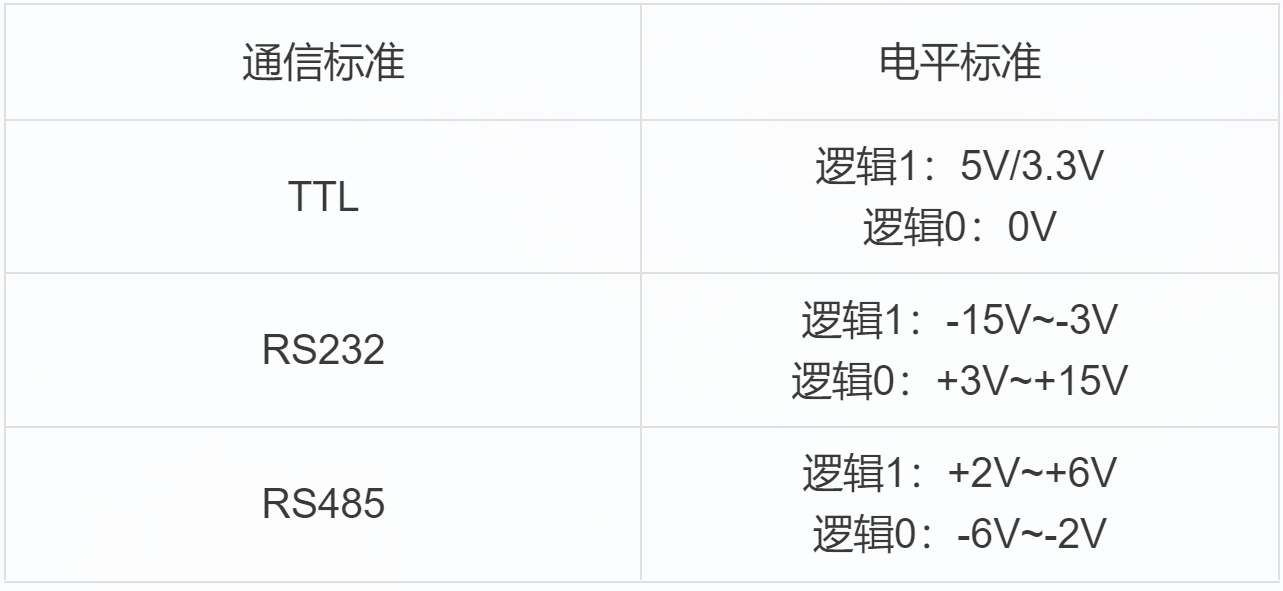 通信标准
电平标准
TTL
逻辑1：5V/3.3V
逻辑0：0V
RS232
逻辑1：-15V~-3V
逻辑0：+3V~+15V
RS485
逻辑1：+2V~+6V
逻辑0：-6V~-2V